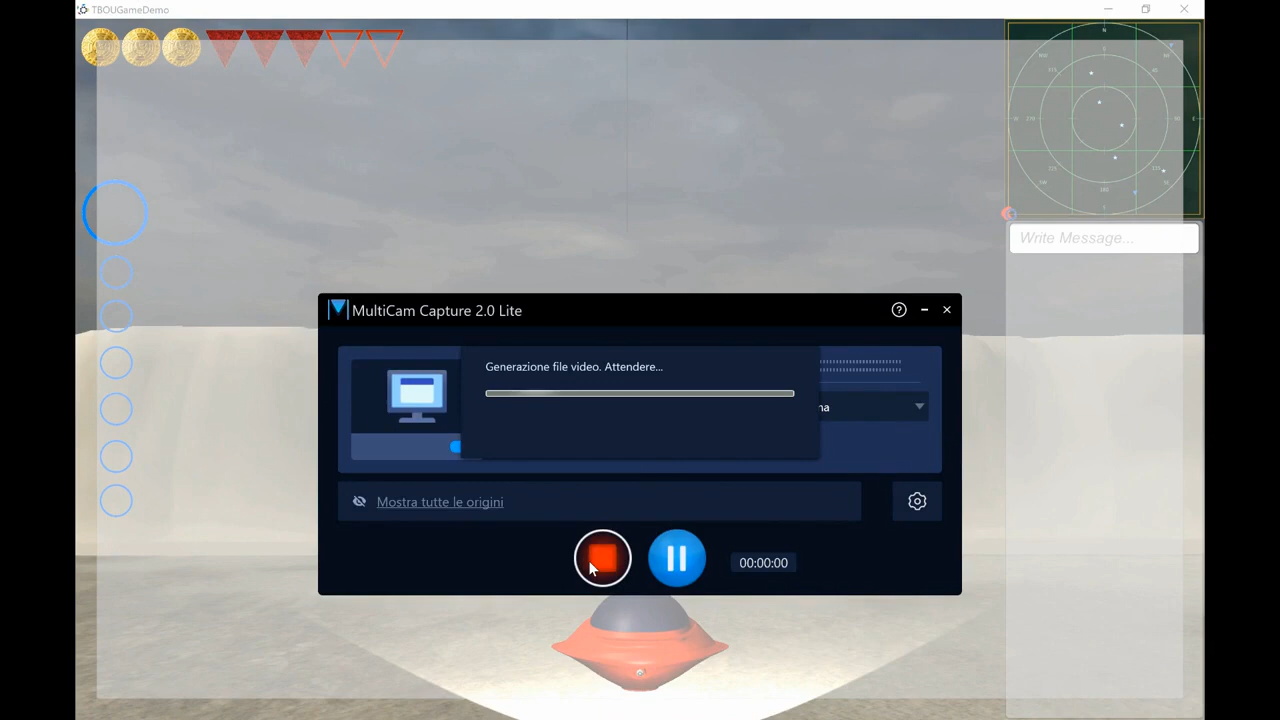 TBOUGameDemo
N
Write Message...
MultiCam Capture 2.0 Lite
Generazione file video. Attendere...
na
Mostra tutte le origini
00:00:00